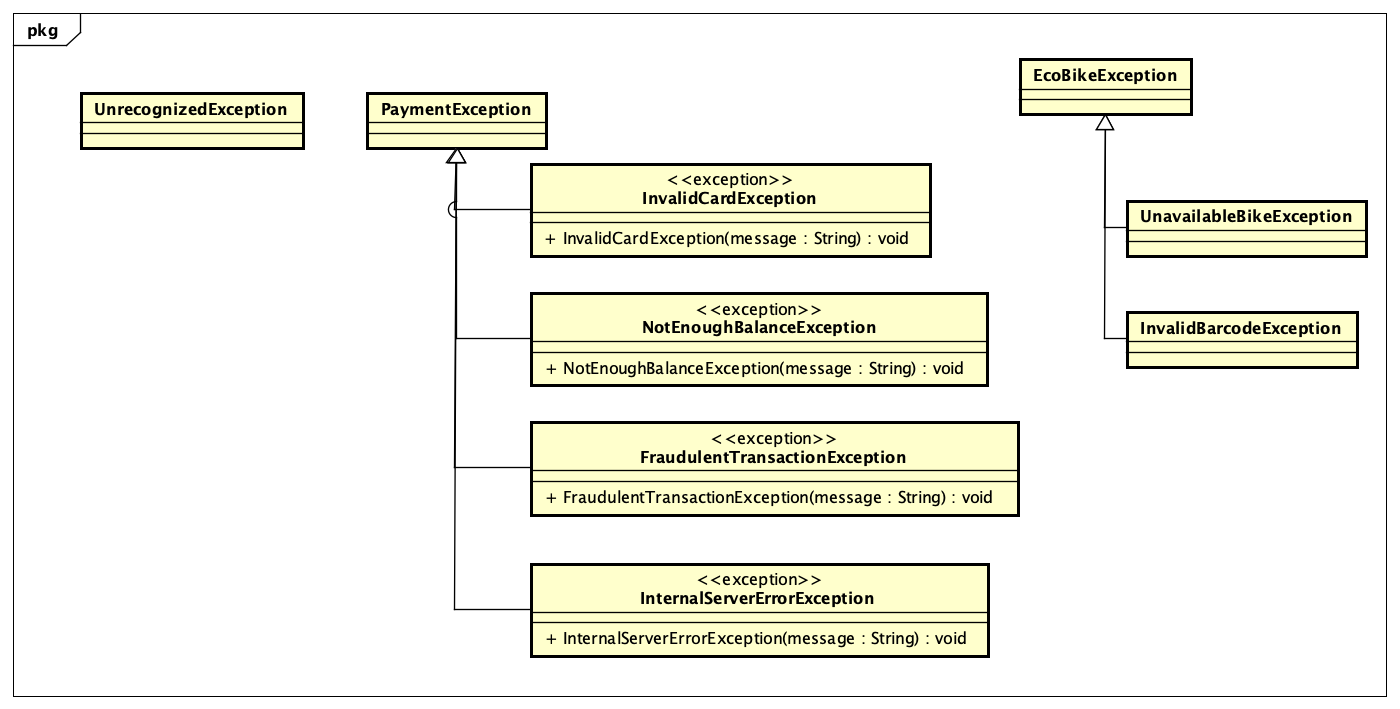 pkg
UnrecognizedException
PaymentException
EcoBikeException
<<exception>>
InvalidCardException
+ InvalidCardException(message : String) : void
UnavailableBikeException
<<exception>>
NotEnoughBalanceException
+ NotEnoughBalanceException(message : String) : void
InvalidBarcodeException
<<exception>>
FraudulentTransactionException
+ FraudulentTransactionException(message : String) : void
<<exception>>
InternalServerErrorException
+ InternalServerErrorException(message : String) : void